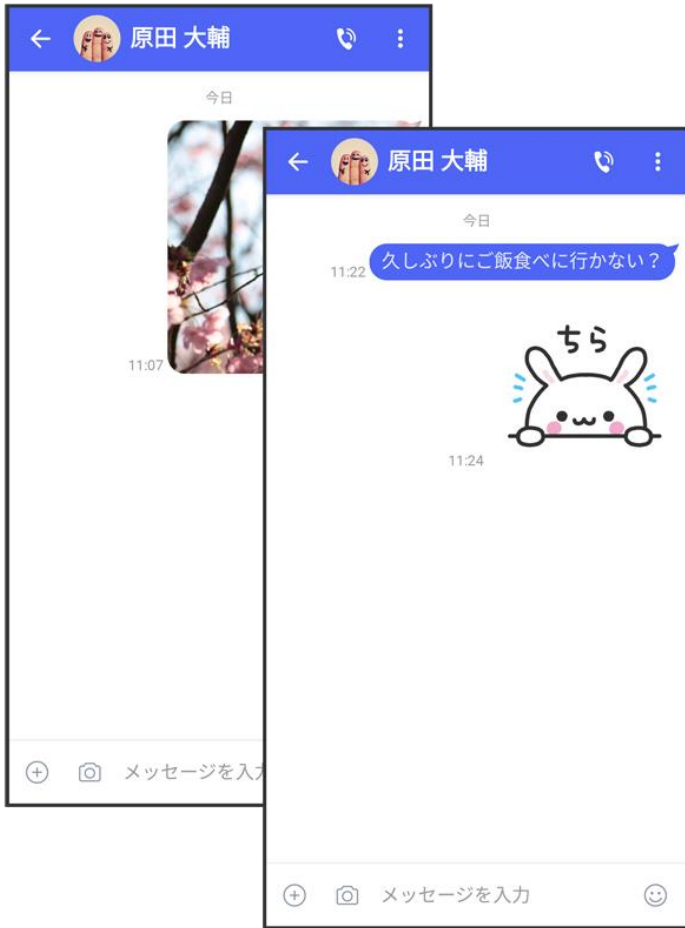 原田 大輔
今日
11:07
メッセージを入力
原田 大輔
今日
久しぶりにご飯食べに行かない？
11:22
ちら
11:24
メッセージを入力